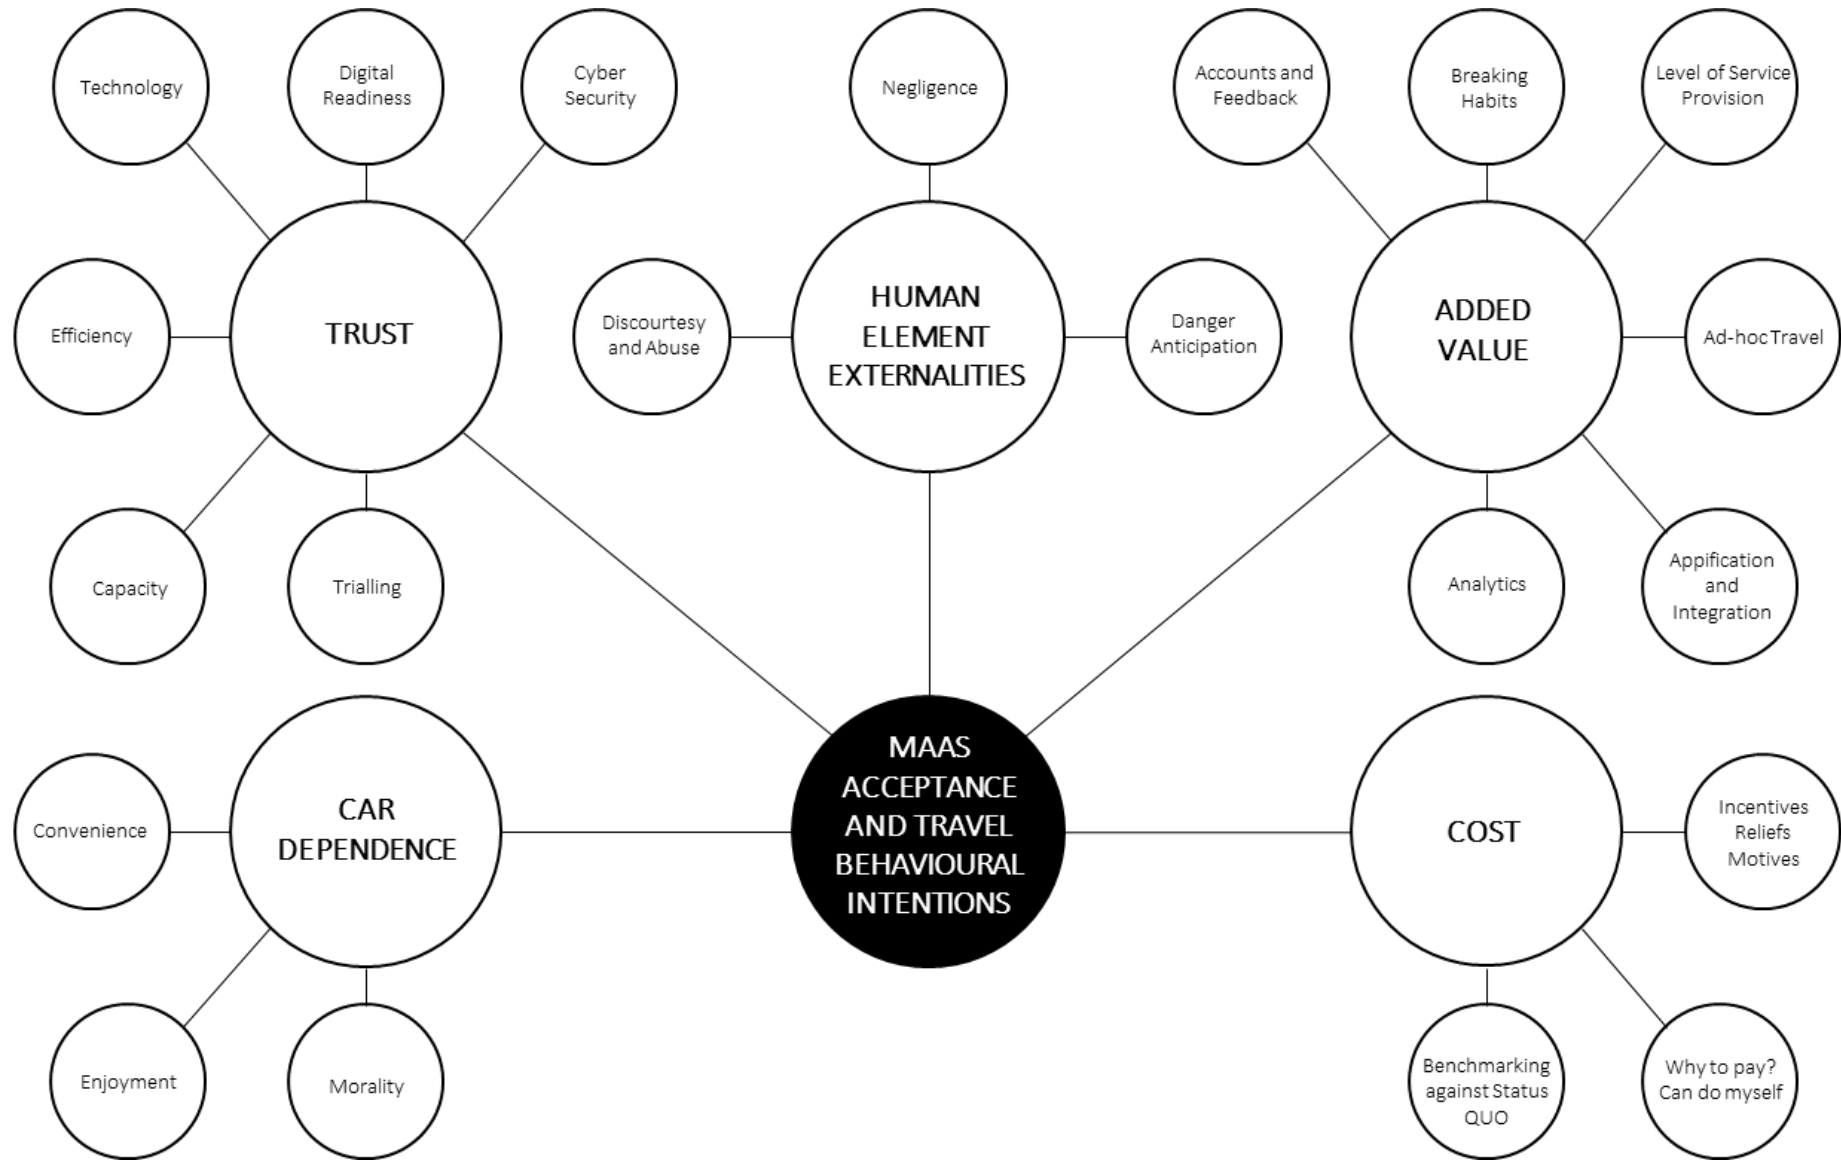 Technology
Digital
Readiness
Cyber
Security
Negligence
Accounts and
Feedback
Breaking
Habits
Level of Service
Provision
Efficiency
TRUST
Discourtesy
and Abuse
HUMAN
ELEMENT
EXTERNALITIES
Danger
Anticipation
ADDED
VALUE
Ad-hoc Travel
Capacity
Trialling
Analytics
Appification
and
Integration
Convenience
CAR
DEPENDENCE
MAAS
ACCEPTANCE
AND TRAVEL
BEHAVIOURAL
INTENTIONS
COST
Incentives
Reliefs
Motives
Enjoyment
Morality
Benchmarking
against Status
QUO
Why to pay?
Can do myself